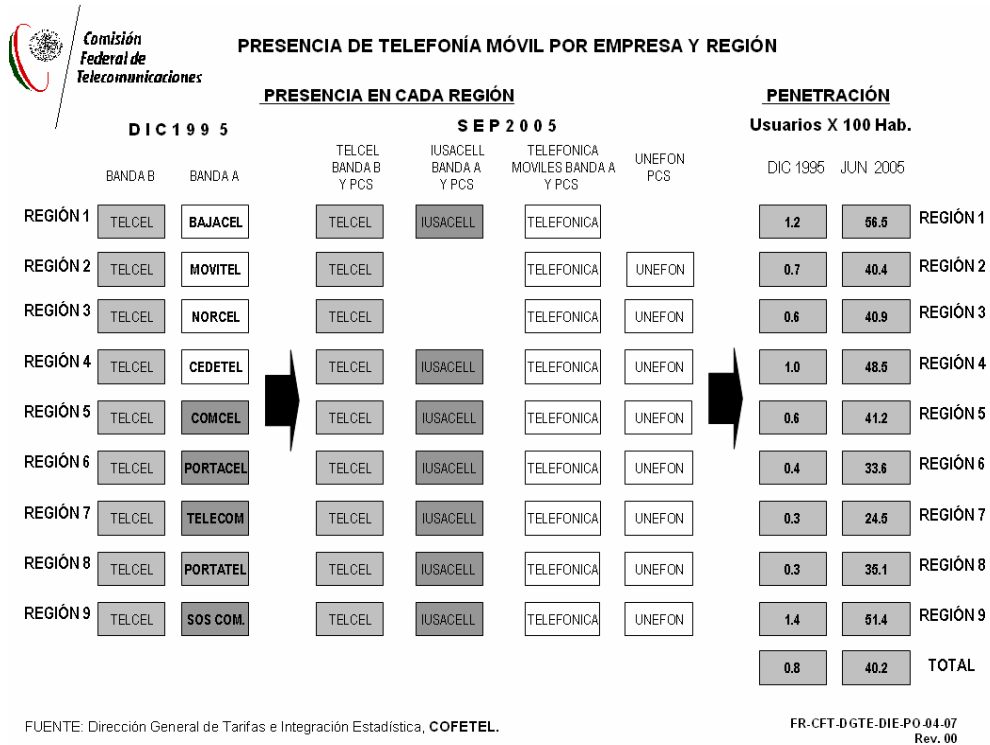 Comisión
Federal de
Telecomunicaciones
PRESENCIA DE TELEFONÍA MÓVIL POR EMPRESA Y REGIÓN
PRESENCIA EN CADA REGIÓN
PENETRACIÓN
DIC 1995
SEP 2005
Usuarios X 100 Hab.
BANDA B BANDA A
TELCEL
BANDA B
Y PCS
IUSACELL
BANDA A
Y PCS
TELEFONICA
MOVILES BANDA A
Y PCS
UNEFON
PCS
DIC 1995 JUN 2005
REGIÓN 1 TELCEL BAJACEL TELCEL IUSACELL TELEFONICA 1.2 56.5 REGIÓN 1
REGIÓN 2 TELCEL MOVITEL TELCEL TELEFONICA UNEFON 0.7 40.4 REGIÓN 2
REGIÓN 3 TELCEL NORCEL TELCEL TELEFONICA UNEFON 0.6 40.9 REGIÓN 3
REGIÓN 4 TELCEL CEDETEL TELCEL IUSACELL TELEFONICA UNEFON 1.0 48.5 REGIÓN 4
REGIÓN 5 TELCEL COMCEL TELCEL IUSACELL TELEFONICA UNEFON 0.6 41.2 REGIÓN 5
REGIÓN 6 TELCEL PORTACEL TELCEL IUSACELL TELEFONICA UNEFON 0.4 33.6 REGIÓN 6
REGIÓN 7 TELCEL TELECOM TELCEL IUSACELL TELEFONICA UNEFON 0.3 24.5 REGIÓN 7
REGIÓN 8 TELCEL PORTATEL TELCEL IUSACELL TELEFONICA UNEFON 0.3 35.1 REGIÓN 8
REGIÓN 9 TELCEL SOS COM. TELCEL IUSACELL TELEFONICA UNEFON 1.4 51.4 REGIÓN 9
0.8 40.2 TOTAL
FUENTE: Dirección General de Tarifas e Integración Estadística, COFETEL.
FR-CFT-DGTE-DIE-PO-04-07
Rev. 00